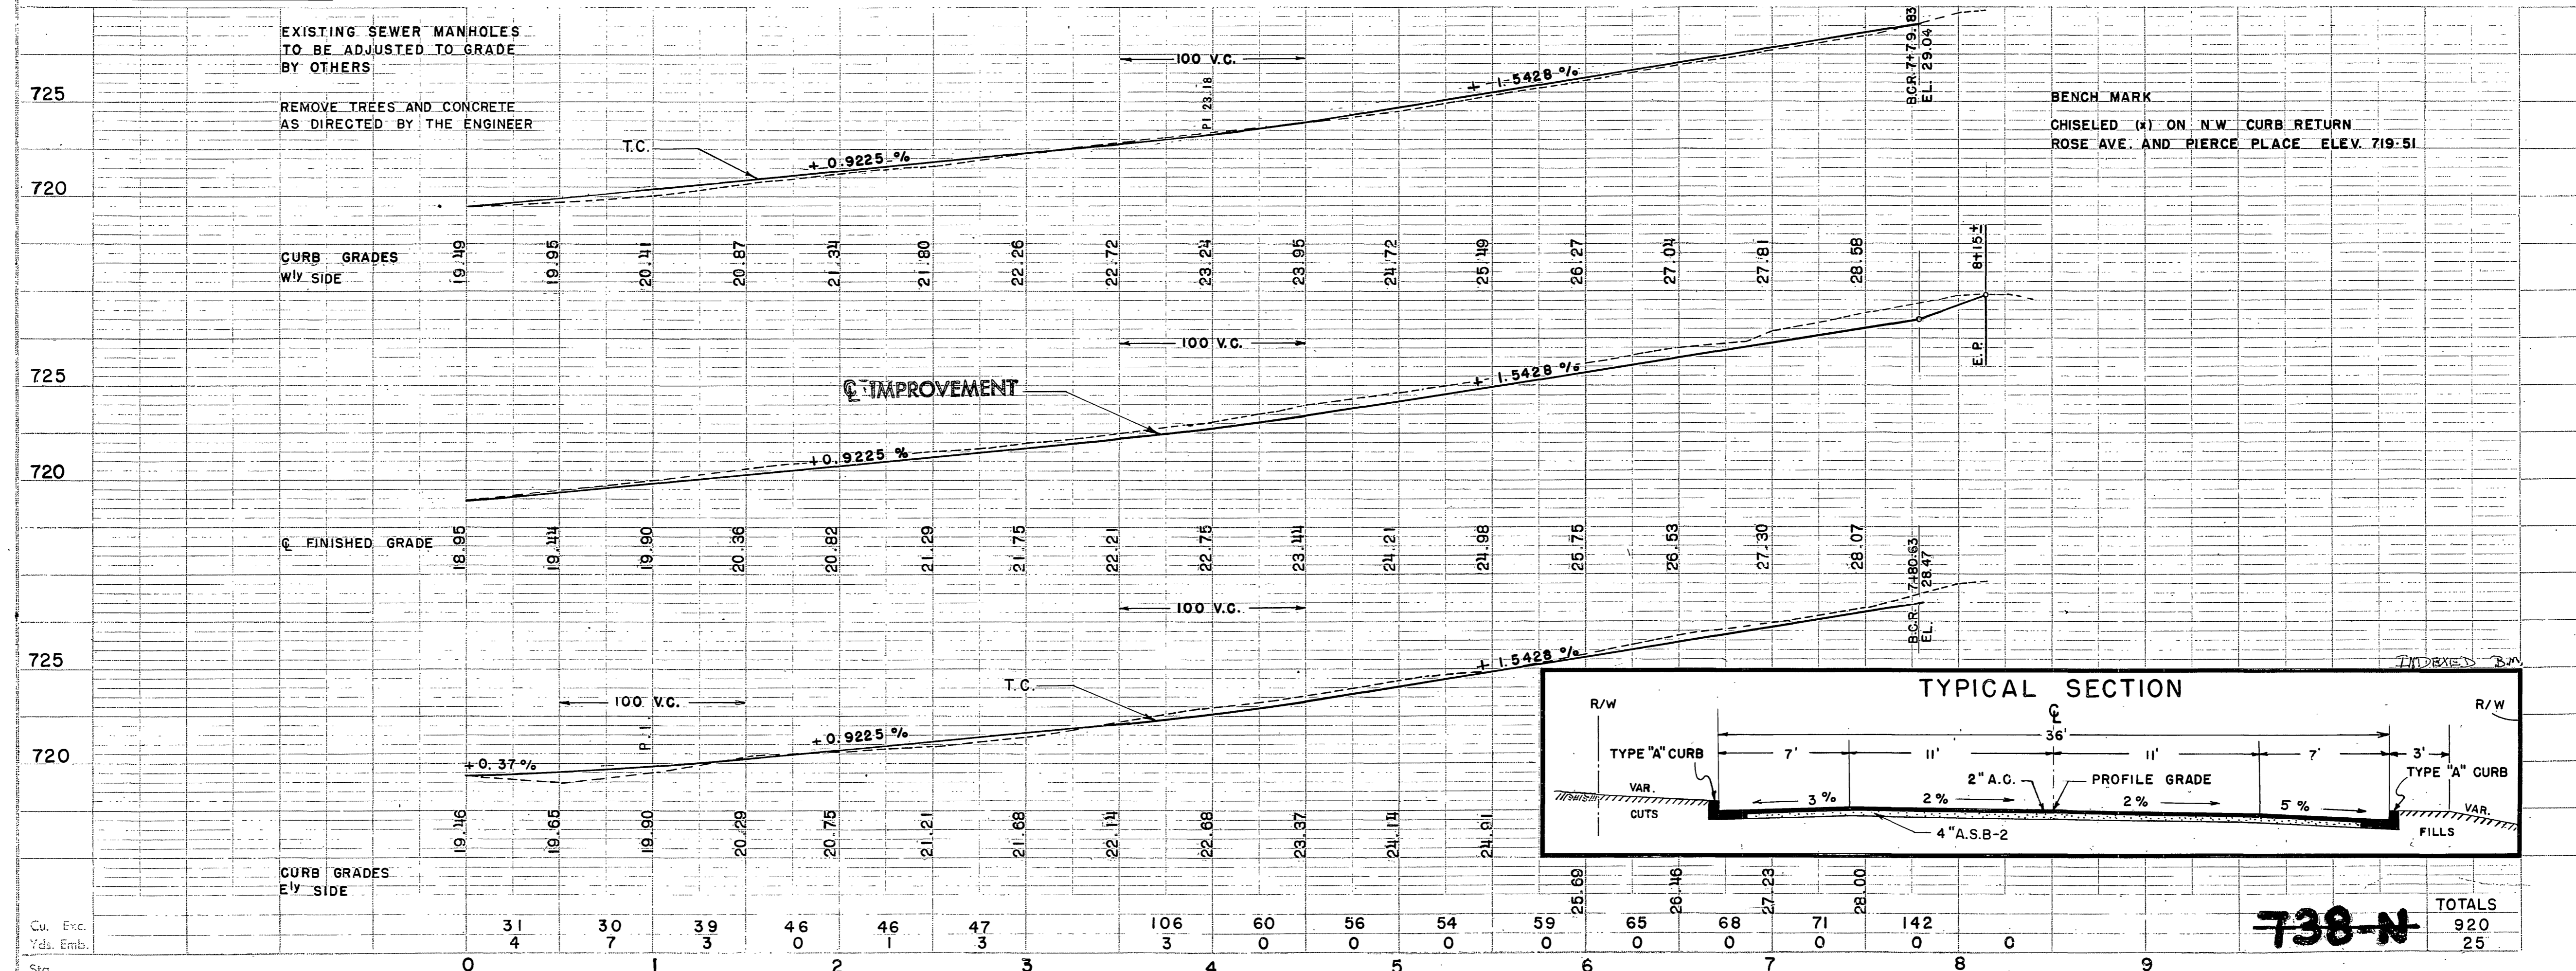 EXISTING SEWER MANHOLES
TO BE ADJUSTED TO GRADE
BY OTHERS
REMOVE TREES AND CONCRETE
AS DIRECTED BY THE ENGINEER
725
T.C.
+ 0.9225 %
100 V.C.
P.I. 23.18
+ 1.5428 %
B.C.R. 7+79.83
EL. 29.04
BENCH MARK
CHISELED (x) ON N W CURB RETURN
ROSE AVE. AND PIERCE PLACE ELEV. 719.51
720
CURB GRADES
W'ly SIDE
19.49 19.95 20.41 20.87 21.34 21.80 22.26 22.72 23.24 23.95 24.72 25.49 26.27 27.04 27.81 28.58
8+15±
E.P.
100 V.C.
725
℄ IMPROVEMENT
+ 1.5428 %
+0.9225 %
720
℄ FINISHED GRADE
18.95 19.44 19.90 20.36 20.82 21.29 21.75 22.21 22.75 23.44 24.21 24.98 25.75 26.53 27.30 28.07
B.C.R. 7+80.63
EL. 28.47
100 V.C.
725
+ 1.5428 %
T.C.
100 V.C.
P.I.
+0.9225 %
720
+0.37%
19.46 19.65 19.90 20.29 20.75 21.21 21.68 22.14 22.68 23.37 24.14 24.91 25.69 26.46 27.23 28.00
CURB GRADES
E'ly SIDE
INDEXED B.M.
TYPICAL SECTION
R/W
℄
R/W
36'
TYPE "A" CURB
7'
11'
11'
7'
3'
TYPE "A" CURB
2" A.C.
PROFILE GRADE
VAR.
CUTS
3%
2%
2%
5%
VAR.
FILLS
4" A.S.B-2
738-N
TOTALS
Cu. Exc. 31 30 39 46 46 47 106 60 56 54 59 65 68 71 142 920
Yds. Emb. 4 7 3 0 1 3 3 0 0 0 0 0 0 0 0 0 25
Sta. 0 1 2 3 4 5 6 7 8 9